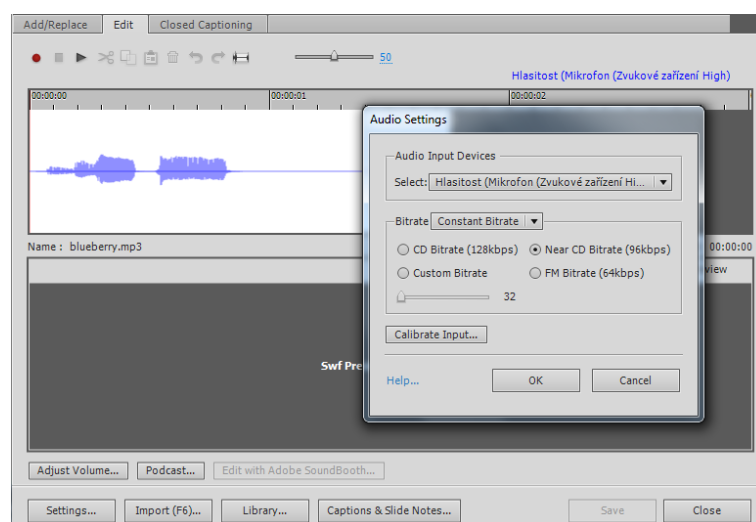 Add/Replace Edit Closed Captioning
50
Hlasitost (Mikrofon (Zvukové zařízení High)
00:00:00 00:00:01 00:00:02
Audio Settings
Audio Input Devices
Select: Hlasitost (Mikrofon (Zvukové zařízení Hi...
Bitrate Constant Bitrate
Name : blueberry.mp3 00:00:00
CD Bitrate (128kbps) Near CD Bitrate (96kbps)
view
Custom Bitrate FM Bitrate (64kbps)
32
Calibrate Input...
Swf Pre
Help... OK Cancel
Adjust Volume... Podcast... Edit with Adobe SoundBooth...
Settings... Import (F6)... Library... Captions & Slide Notes... Save Close